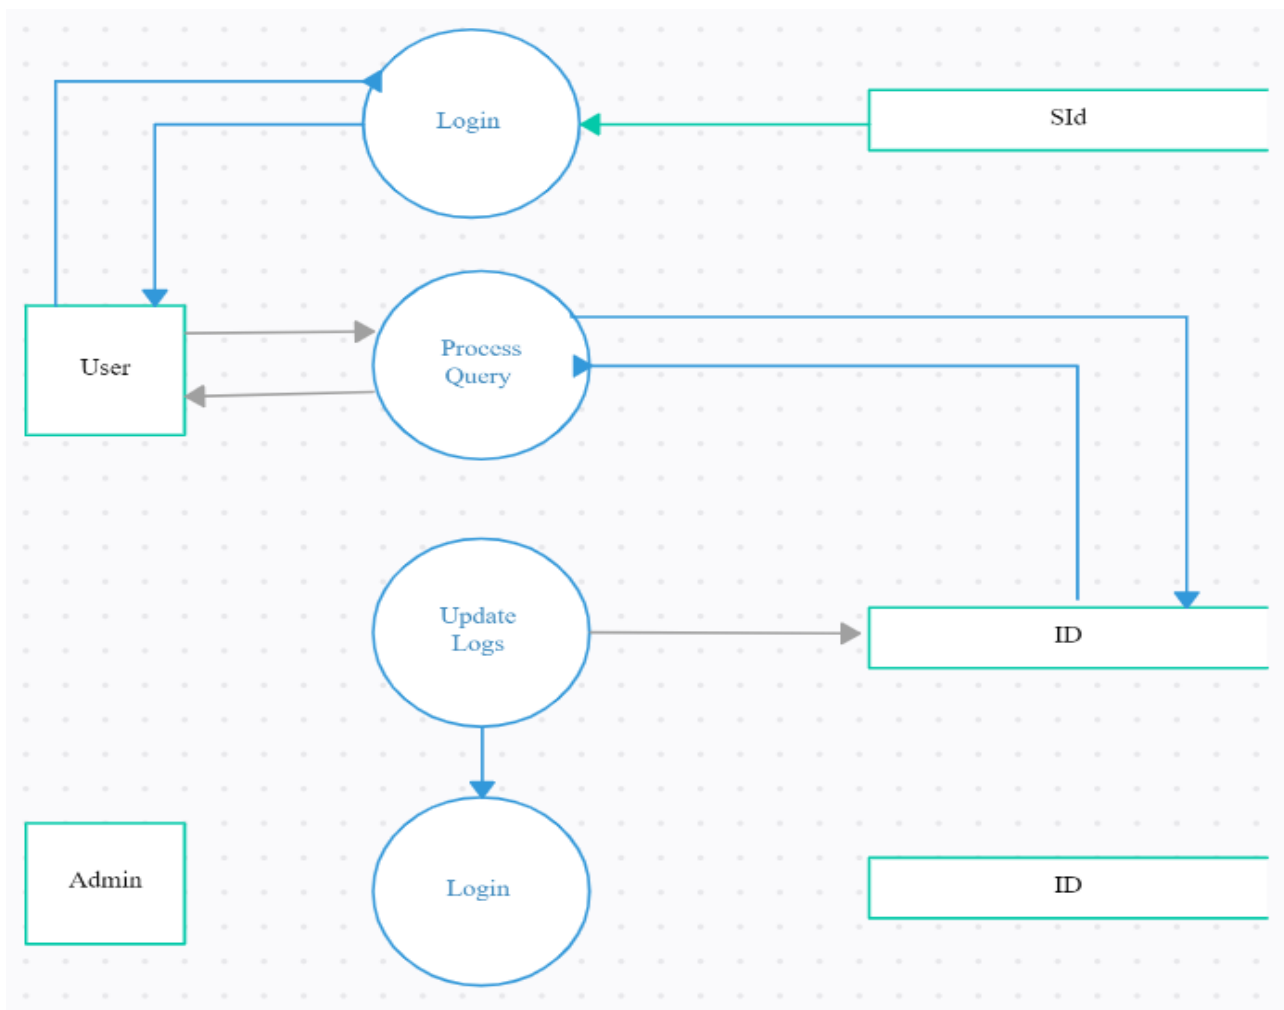 Login
SId
User
Process
Query
Update
Logs
ID
Admin
Login
ID